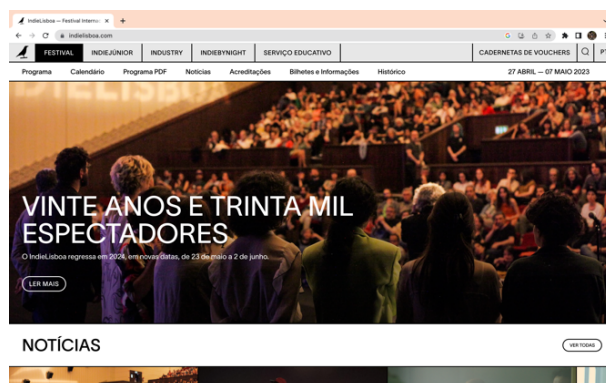 IndieLisboa — Festival Internac
indielisboa.com
FESTIVAL
INDIEJÚNIOR
INDUSTRY
INDIEBYNIGHT
SERVIÇO EDUCATIVO
CADERNETAS DE VOUCHERS
Programa Calendário Programa PDF Notícias Acreditações Bilhetes e Informações Histórico
27 ABRIL — 07 MAIO 2023
VINTE ANOS E TRINTA MIL
ESPECTADORES
O IndieLisboa regressa em 2024, em novas datas, de 23 de maio a 2 de junho.
LER MAIS
NOTÍCIAS
VER TODAS